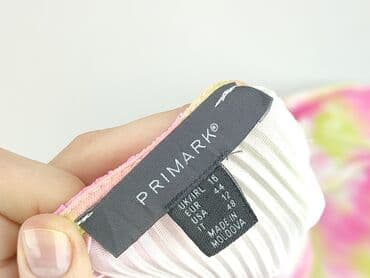 PRIMARK®
UK/IRL 16
EUR 44
USA 12
IT 48
MADE IN
MOLDOVA